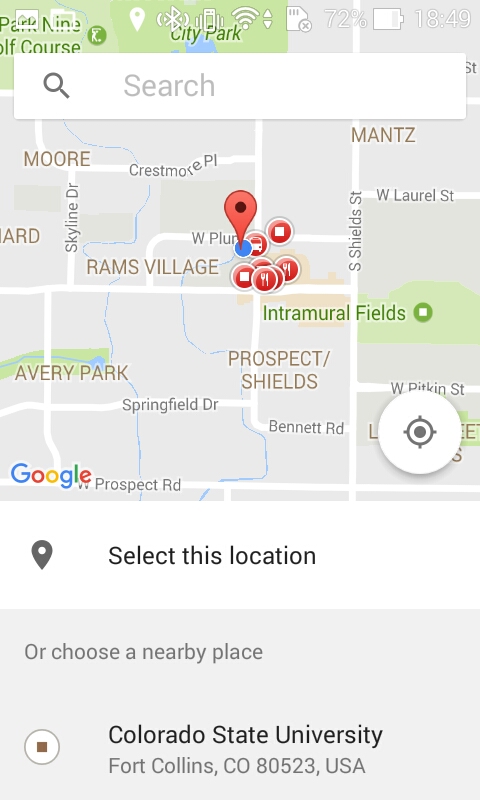 Park Nine
olf Course
City Park
72%
18:49
Search
St
MANTZ
MOORE
Crestmore Pl
W Laurel St
Skyline Dr
S Shields St
ARD
W Plum
RAMS VILLAGE
Intramural Fields
PROSPECT/
SHIELDS
AVERY PARK
W Pitkin St
Springfield Dr
Bennett Rd
Google
W Prospect Rd
Select this location
Or choose a nearby place
Colorado State University
Fort Collins, CO 80523, USA